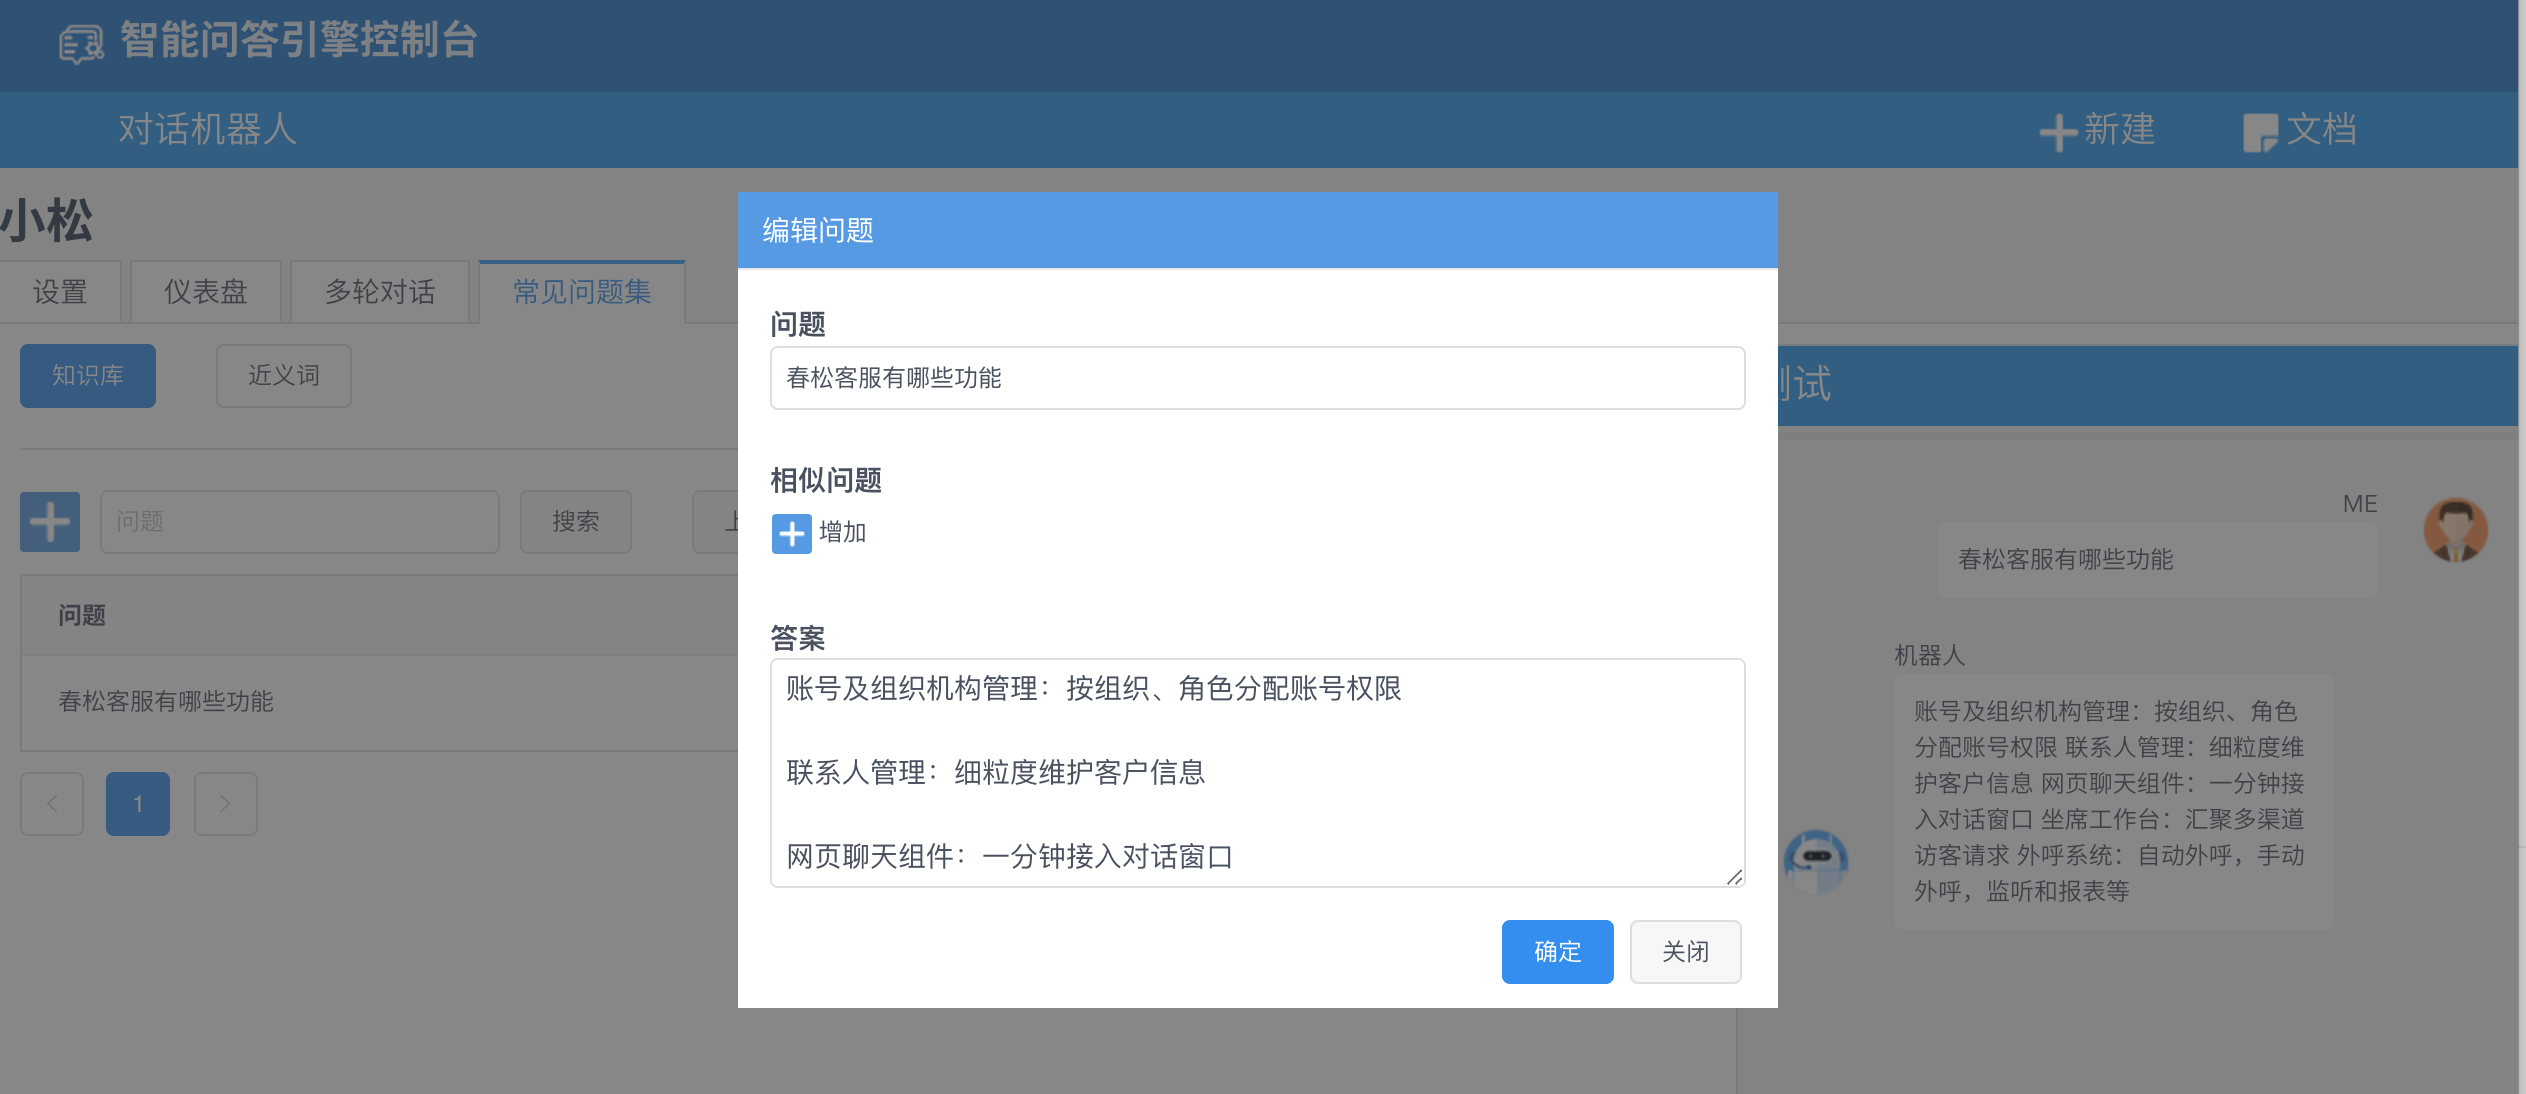 智能问答引擎控制台
对话机器人
新建
文档
小松
设置
仪表盘
多轮对话
常见问题集
知识库
近义词
问题
搜索
上
问题
春松客服有哪些功能
1
编辑问题
问题
春松客服有哪些功能
相似问题
增加
答案
账号及组织机构管理：按组织、角色分配账号权限
联系人管理：细粒度维护客户信息
网页聊天组件：一分钟接入对话窗口
确定
关闭
试
ME
春松客服有哪些功能
机器人
账号及组织机构管理：按组织、角色
分配账号权限 联系人管理：细粒度维
护客户信息 网页聊天组件：一分钟接
入对话窗口 坐席工作台：汇聚多渠道
访客请求 外呼系统：自动外呼，手动
外呼，监听和报表等